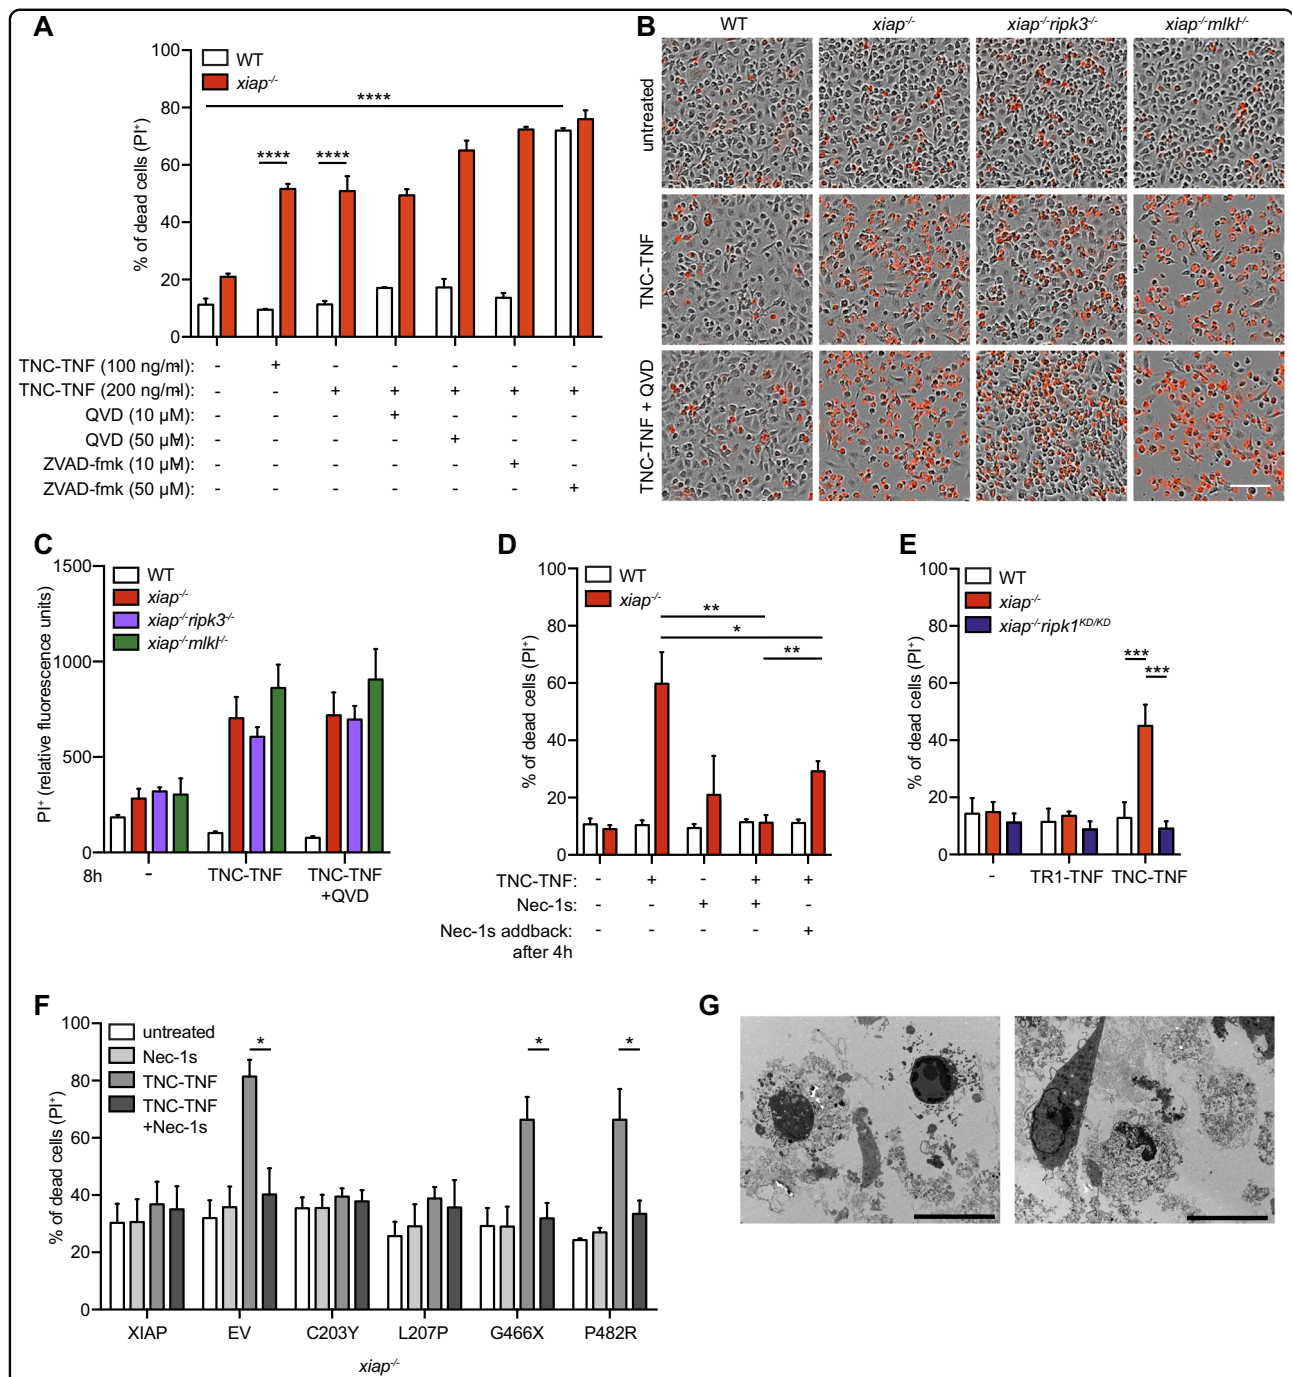 A
WT
xiap-/-
% of dead cells (PI+)
100
80
60
40
20
0
****
****
****
TNC-TNF (100 ng/ml): - + - - - - -
TNC-TNF (200 ng/ml): - - + + + + +
QVD (10 µM): - - - + - - -
QVD (50 µM): - - - - + - -
ZVAD-fmk (10 µM): - - - - - + -
ZVAD-fmk (50 µM): - - - - - - +
B
WT xiap-/- xiap-/-ripk3-/- xiap-/-mlkl-/-
untreated
TNC-TNF
TNC-TNF + QVD
C
WT
xiap-/-
xiap-/-ripk3-/-
xiap-/-mlkl-/-
PI+ (relative fluorescence units)
1500
1000
500
0
8h - TNC-TNF TNC-TNF
+QVD
D
WT
xiap-/-
% of dead cells (PI+)
100
80
60
40
20
0
**
*
**
TNC-TNF: - + - + +
Nec-1s: - - + + -
Nec-1s addback: - - - - +
after 4h
E
WT
xiap-/-
xiap-/-ripk1KD/KD
% of dead cells (PI+)
100
80
60
40
20
0
***
***
- TR1-TNF TNC-TNF
F
untreated
Nec-1s
TNC-TNF
TNC-TNF
+Nec-1s
% of dead cells (PI+)
100
80
60
40
20
0
* * *
XIAP EV C203Y L207P G466X P482R
xiap-/-
G